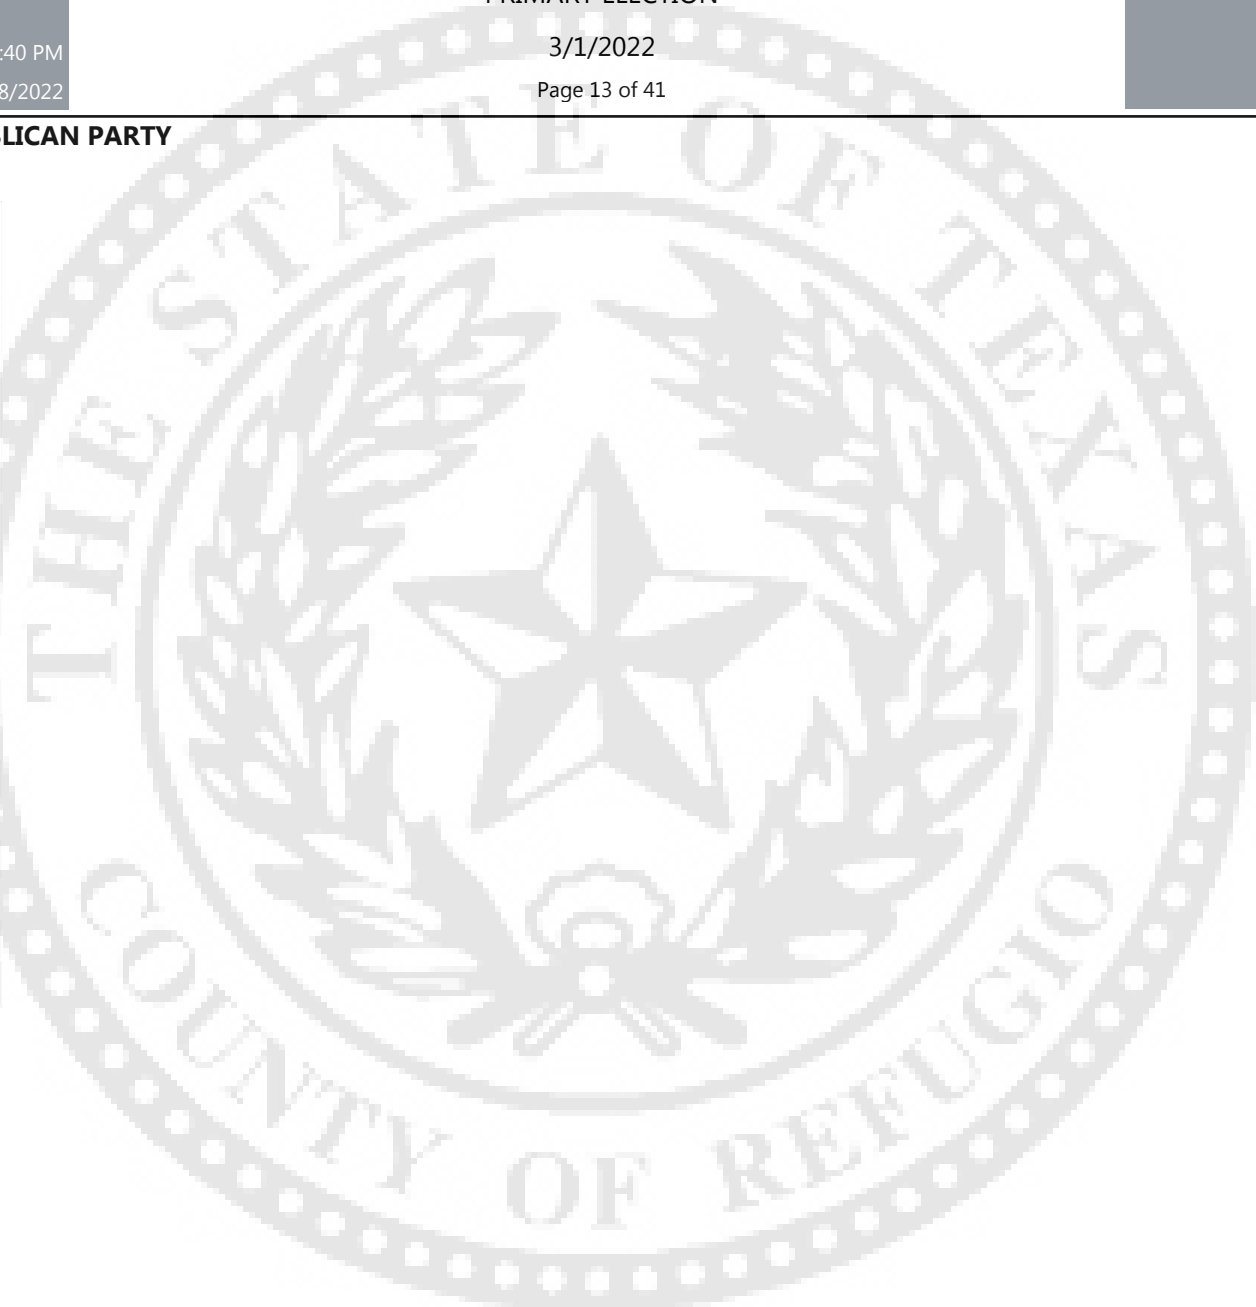 PRIMARY ELECTION
:40 PM
3/1/2022
8/2022
Page 13 of 41
LICAN PARTY
THE STATE OF TEXAS
COUNTY OF REFUGIO